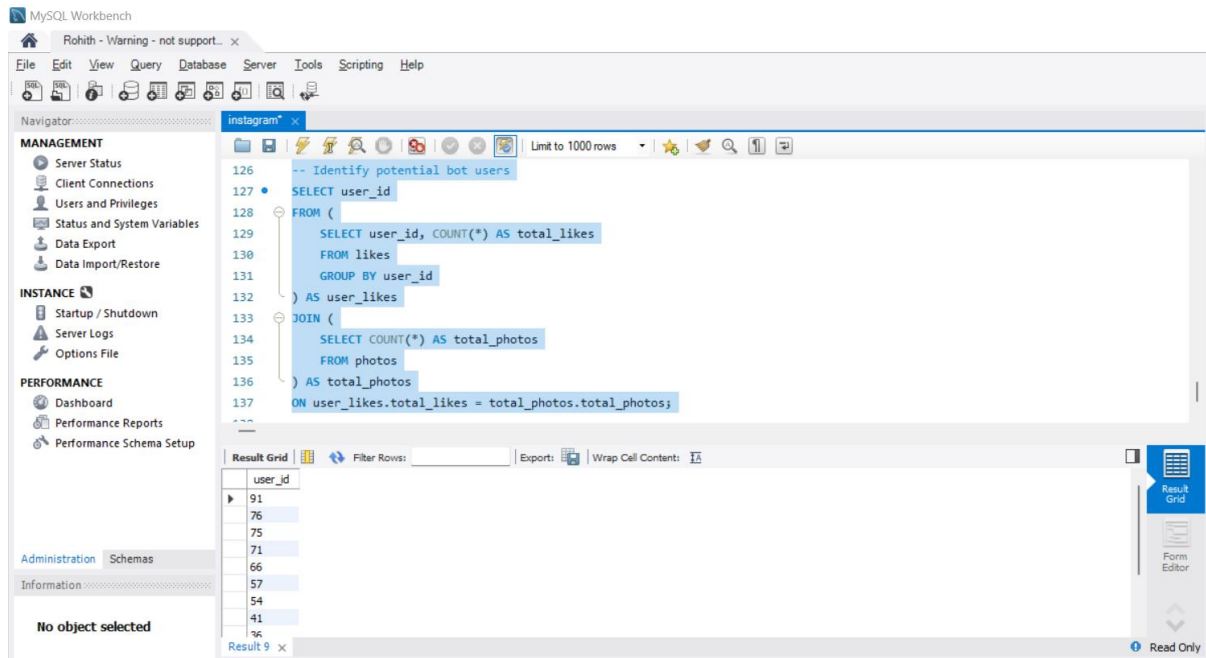 MySQL Workbench
Rohith - Warning - not support...
File Edit View Query Database Server Tools Scripting Help
Navigator
MANAGEMENT
Server Status
Client Connections
Users and Privileges
Status and System Variables
Data Export
Data Import/Restore
INSTANCE
Startup / Shutdown
Server Logs
Options File
PERFORMANCE
Dashboard
Performance Reports
Performance Schema Setup
Administration Schemas
Information
No object selected
instagram*
Limit to 1000 rows
126 -- Identify potential bot users
127 SELECT user_id
128 FROM (
129 SELECT user_id, COUNT(*) AS total_likes
130 FROM likes
131 GROUP BY user_id
132 ) AS user_likes
133 JOIN (
134 SELECT COUNT(*) AS total_photos
135 FROM photos
136 ) AS total_photos
137 ON user_likes.total_likes = total_photos.total_photos;
Result Grid Filter Rows: Export: Wrap Cell Content:
user_id
91
76
75
71
66
57
54
41
36
Result Grid
Form Editor
Result 9
Read Only